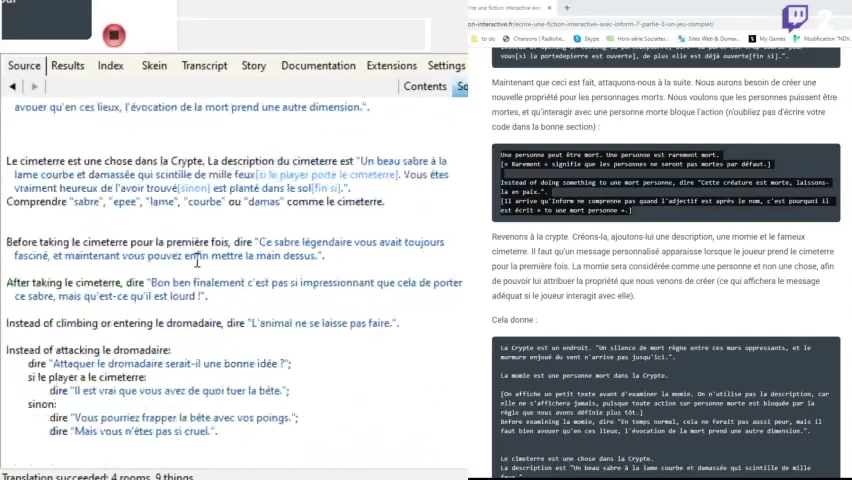 Source Results Index Skein Transcript Story Documentation Extensions Settings
Contents
avouer qu'en ces lieux, l'évocation de la mort prend une autre dimension.".
Le cimeterre est une chose dans la Crypte. La description du cimeterre est "Un beau sabre à la
lame courbe et damassée qui scintille de mille feux[si le player porte le cimeterre]. Vous êtes
vraiment heureux de l'avoir trouvé[sinon] est planté dans le sol[fin si].".
Comprendre "sabre", "epee", "lame", "courbe" ou "damas" comme le cimeterre.
Before taking le cimeterre pour la première fois, dire "Ce sabre légendaire vous avait toujours
fasciné, et maintenant vous pouvez enfin mettre la main dessus.".
After taking le cimeterre, dire "Bon ben finalement c'est pas si impressionnant que cela de porter
ce sabre, mais qu'est-ce qu'il est lourd !".
Instead of climbing or entering le dromadaire, dire "L'animal ne se laisse pas faire.".
Instead of attacking le dromadaire:
dire "Attaquer le dromadaire serait-il une bonne idée ?";
si le player a le cimeterre:
dire "Il est vrai que vous avez de quoi tuer la bête.";
sinon:
dire "Vous pourriez frapper la bête avec vos poings.";
dire "Mais vous n'êtes pas si cruel.".
Translation succeeded: 4 rooms, 9 things
-interactive.fr/ecrire-une-fiction-interactive-avec-inform-7-partie-3-un-jeu-complet/
to do Chansons | Radiohe... Skype Hors-série Scolaister... Sites Web & Domai... My Games Modification "NDV
vous[si la portedepierre est ouverte], de plus elle est déjà ouverte[fin si].".
Maintenant que ceci est fait, attaquons-nous à la suite. Nous aurons besoin de créer une
nouvelle propriété pour les personnages morts. Nous voulons que les personnes puissent être
mortes, et qu'interagir avec une personne morte bloque l'action (n'oubliez pas d'écrire votre
code dans la bonne section) :
Une personne peut être mort. Une personne est rarement mort.
[« Rarement » signifie que les personnes ne seront pas mortes par défaut.]
Instead of doing something to une mort personne, dire "Cette créature est morte, laissons-
la en paix.".
[Il arrive qu'Inform ne comprenne pas quand l'adjectif est après le nom, c'est pourquoi il
est écrit « to une mort personne ».]
Revenons à la crypte. Créons-la, ajoutons-lui une description, une momie et le fameux
cimeterre. Il faut qu'un message personnalisé apparaisse lorsque le joueur prend le cimeterre
pour la première fois. La momie sera considérée comme une personne et non une chose, afin
de pouvoir lui attribuer la propriété que nous venons de créer (ce qui affichera le message
adéquat si le joueur interagit avec elle).
Cela donne :
La Crypte est un endroit. "Un silence de mort règne entre ces murs oppressants, et le
murmure enjoué du vent n'arrive pas jusqu'ici.".
La momie est une personne mort dans la Crypte.
[On affiche un petit texte avant d'examiner la momie. On n'utilise pas la description, car
elle ne s'affichera jamais, puisque toute action sur personne morte est bloquée par la
règle que nous avons définie plus tôt.]
Before examining la momie, dire "En temps normal, cela ne ferait pas aussi peur, mais il
faut bien avouer qu'en ces lieux, l'évocation de la mort prend une autre dimension.".
Le cimeterre est une chose dans la Crypte.
La description est "Un beau sabre à la lame courbe et damassée qui scintille de mille